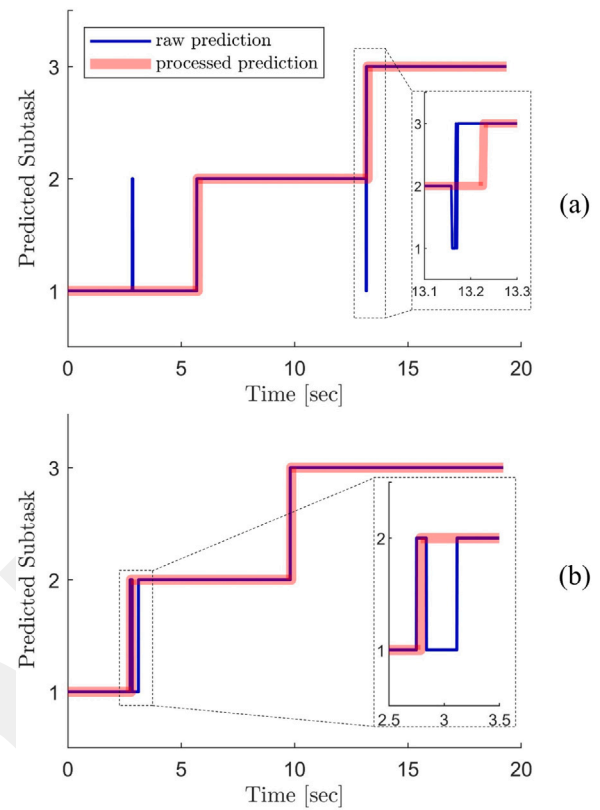 raw prediction
processed prediction
Predicted Subtask
3
2
1
3
2
1
13.1 13.2 13.3
(a)
0 5 10 15 20
Time [sec]
Predicted Subtask
3
2
1
2
1
2.5 3 3.5
(b)
0 5 10 15 20
Time [sec]